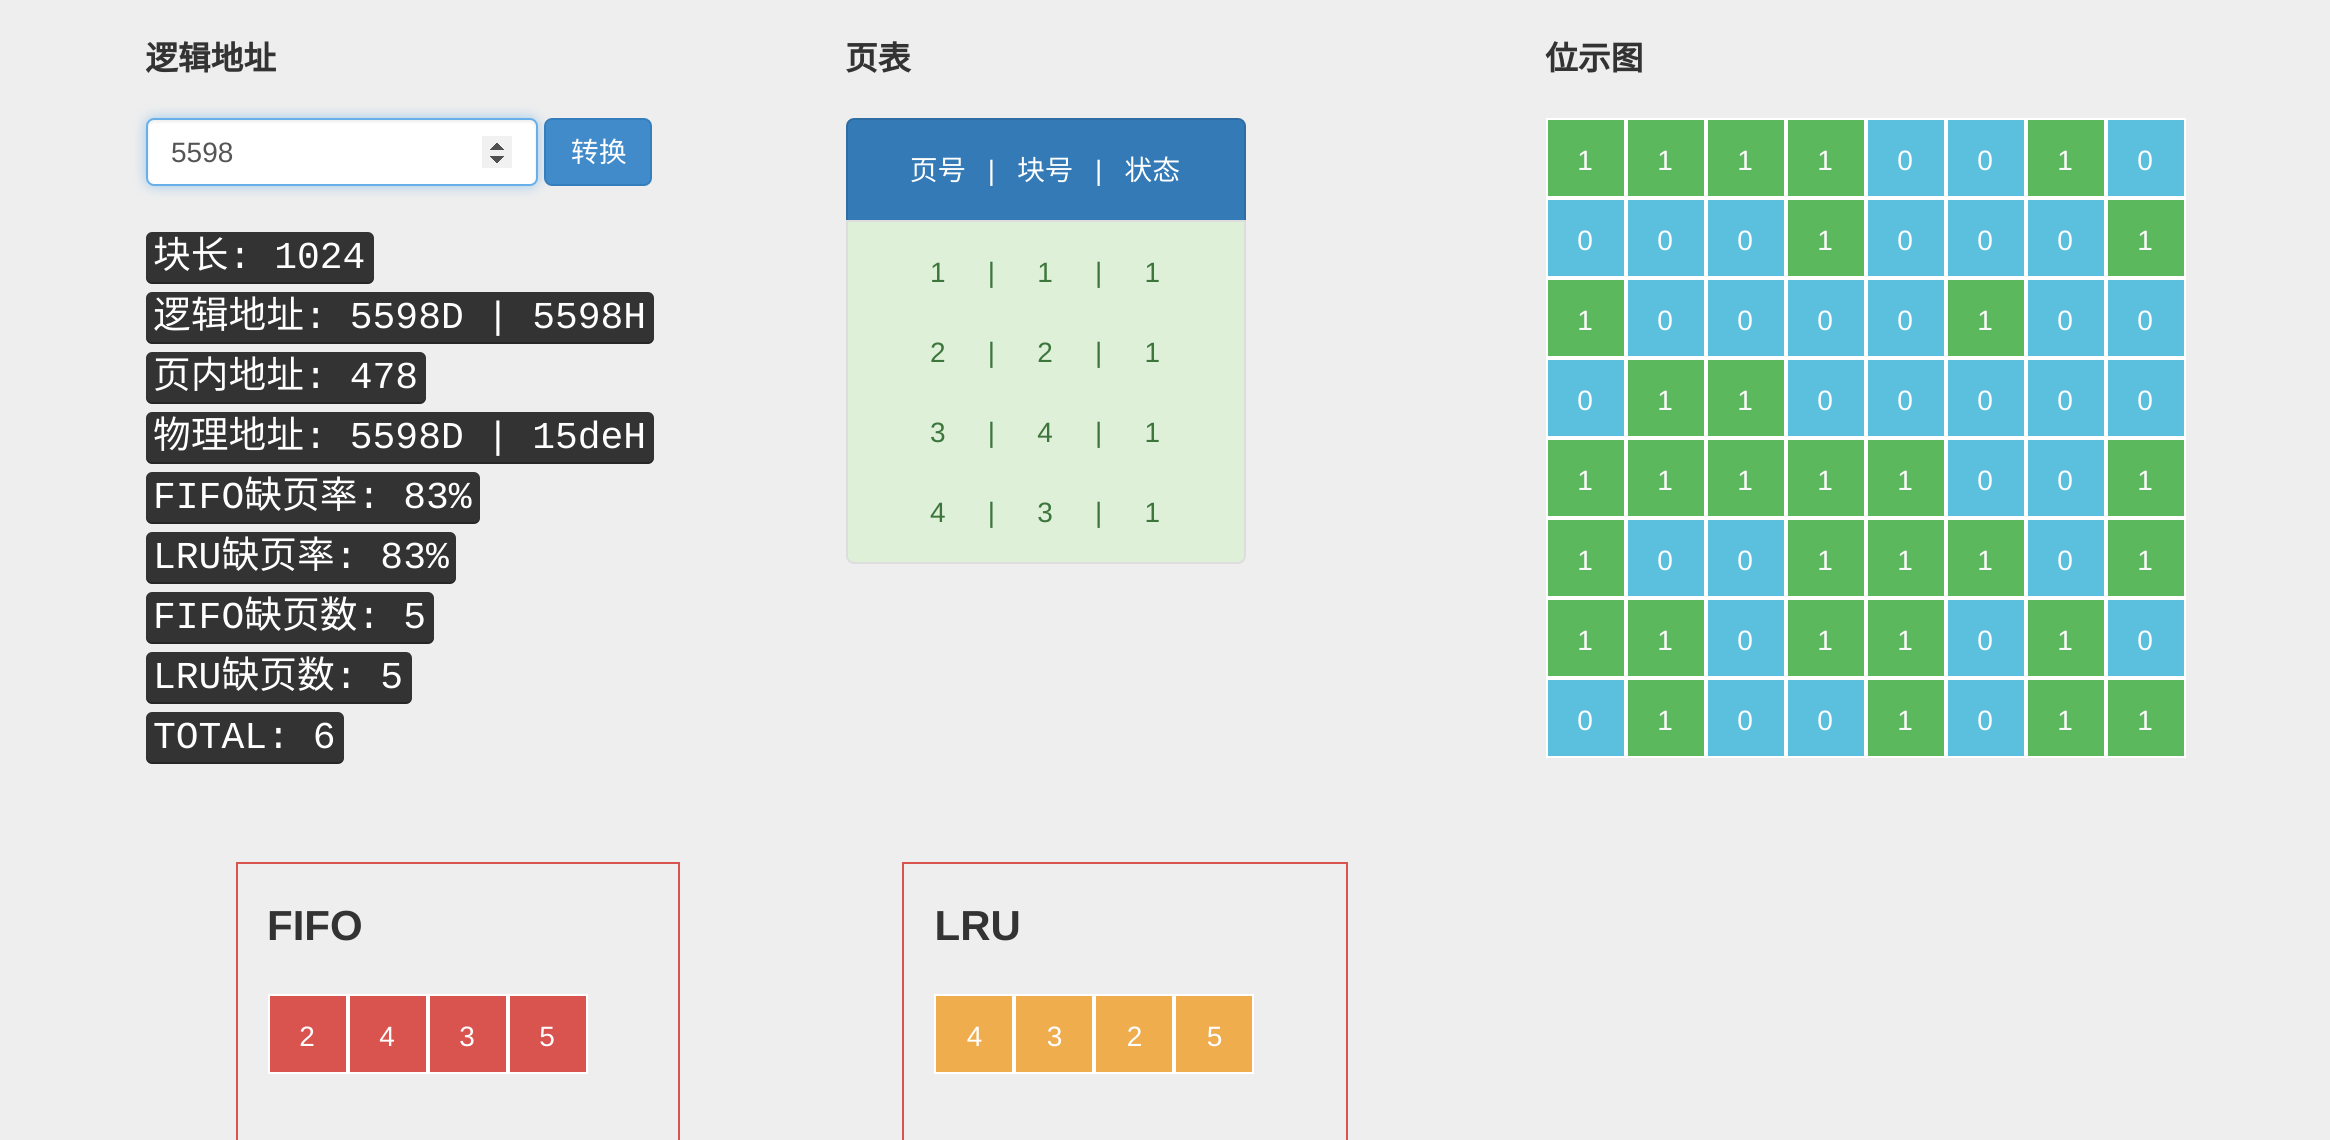 逻辑地址
5598 转换
块长: 1024
逻辑地址: 5598D | 5598H
页内地址: 478
物理地址: 5598D | 15deH
FIFO缺页率: 83%
LRU缺页率: 83%
FIFO缺页数: 5
LRU缺页数: 5
TOTAL: 6
页表
页号 | 块号 | 状态
1 | 1 | 1
2 | 2 | 1
3 | 4 | 1
4 | 3 | 1
位示图
1 1 1 1 0 0 1 0
0 0 0 1 0 0 0 1
1 0 0 0 0 1 0 0
0 1 1 0 0 0 0 0
1 1 1 1 1 0 0 1
1 0 0 1 1 1 0 1
1 1 0 1 1 0 1 0
0 1 0 0 1 0 1 1
FIFO
2 4 3 5
LRU
4 3 2 5